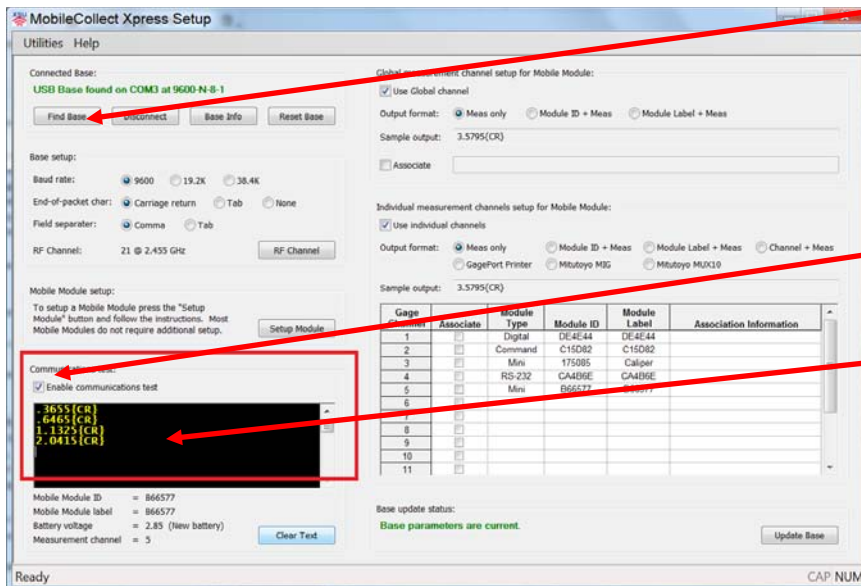 MobileCollect Xpress Setup
Utilities Help
Connected Base:
USB Base found on COM3 at 9600-N-8-1
Find Base Disconnect Base Info Reset Base
Base setup:
Baud rate: 9600 19.2K 38.4K
End-of-packet char: Carriage return Tab None
Field separater: Comma Tab
RF Channel: 21 @ 2.455 GHz RF Channel
Mobile Module setup:
To setup a Mobile Module press the "Setup
Module" button and follow the instructions. Most
Mobile Modules do not require additional setup.
Setup Module
Communications test:
Enable communications test
.3655{CR}
.6465{CR}
1.1325{CR}
2.0415{CR}
Mobile Module ID = B66577
Mobile Module label = B66577
Battery voltage = 2.85 (New battery)
Measurement channel = 5
Clear Text
Global measurement channel setup for Mobile Module:
Use Global channel
Output format: Meas only Module ID + Meas Module Label + Meas
Sample output: 3.5795{CR}
Associate
Individual measurement channels setup for Mobile Module:
Use individual channels
Output format: Meas only Module ID + Meas Module Label + Meas Channel + Meas
GagePort Printer Mitutoyo MIG Mitutoyo MUX10
Sample output: 3.5795{CR}
Gage Channel Associate Module Type Module ID Module Label Association Information
1 Digital DE4E44 DE4E44
2 Command C15D82 C15D82
3 Mini 175085 Caliper
4 RS-232 CA4B6E CA4B6E
5 Mini B66577 B66577
6
7
8
9
10
11
Base update status:
Base parameters are current.
Update Base
Ready CAP NUM